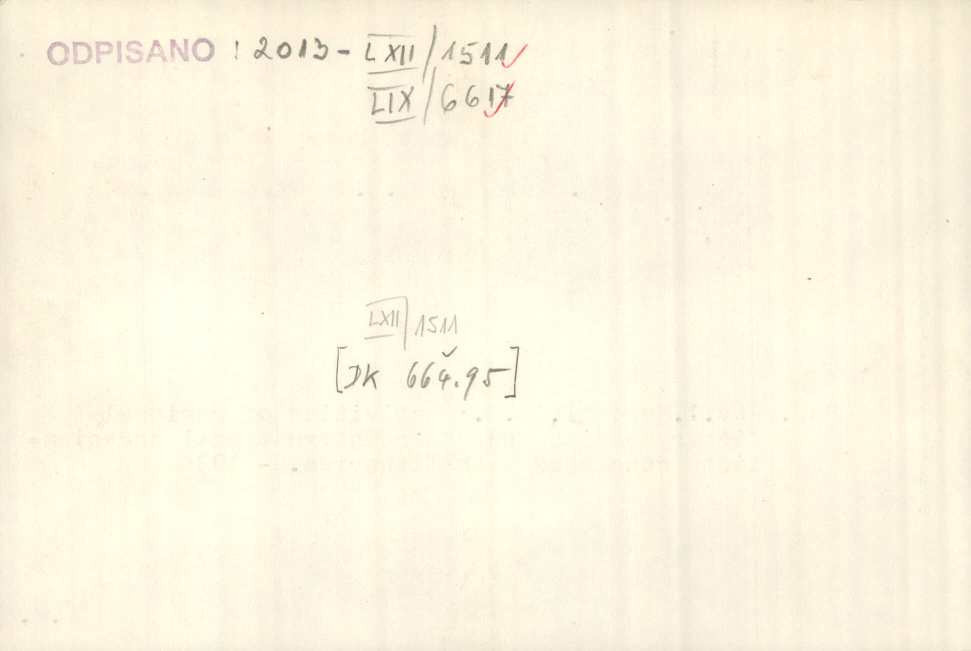 ODPISANO : 2013 - LXII/1511
LIX/6617
LXII/1511
[DK 664.95]